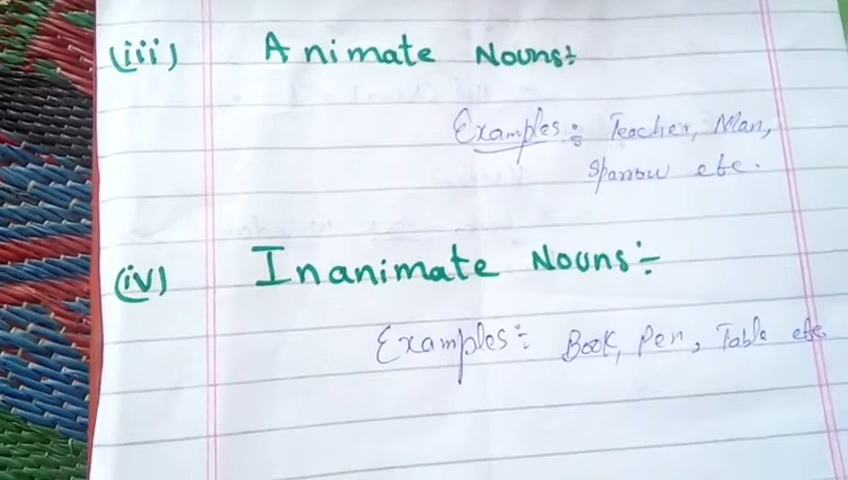 (iii) Animate Nouns:-
Examples: Teacher, Man,
Sparrow etc.
(iv) Inanimate Nouns:-
Examples:- Book, Pen, Table etc